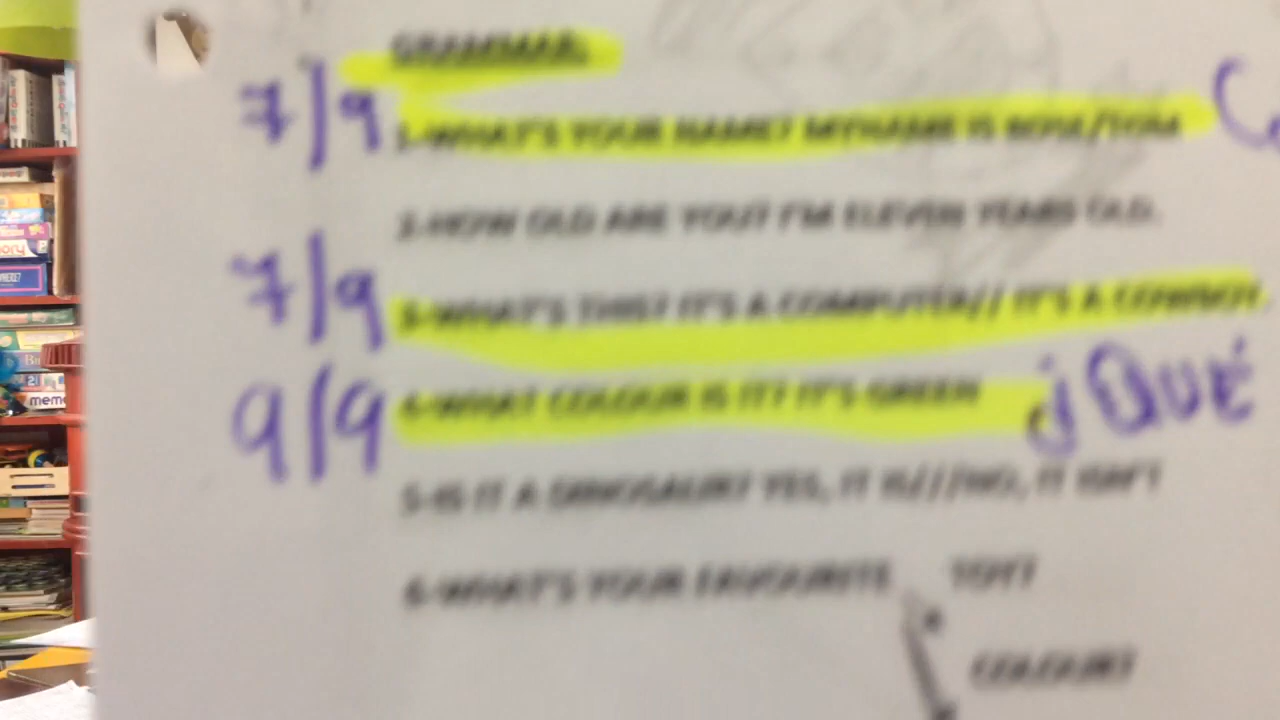 GRAMMAR.
7/9 1-WHAT'S YOUR NAME? MY NAME IS
2-HOW OLD ARE YOU? I'M ELEVEN YEARS OLD.
7/9 3-WHAT'S THIS? IT'S A COMPUTER// IT'S A COWBOY.
9/9 4-WHAT COLOUR IS IT? IT'S GREEN ¡Qué
5-IS IT A DINOSAUR? YES, IT IS///NO, IT ISN'T
6-WHAT'S YOUR FAVOURITE TOY?
COLOUR?